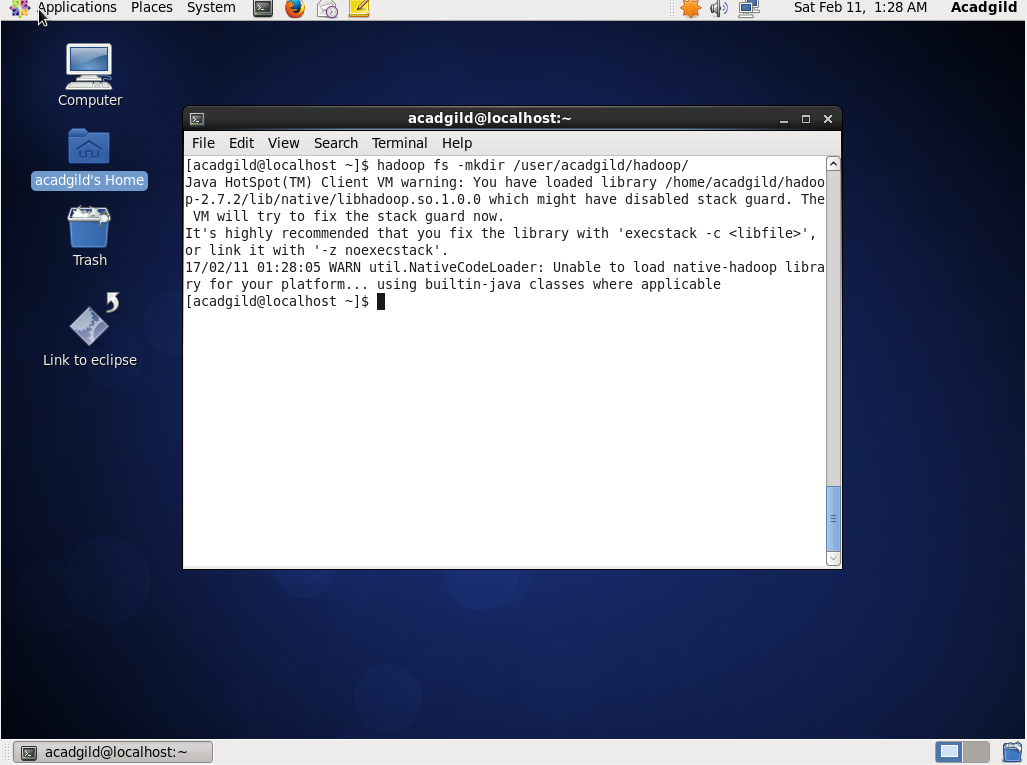 Applications Places System Sat Feb 11, 1:28 AM Acadgild
Computer
acadgild's Home
Trash
Link to eclipse
acadgild@localhost:~
File Edit View Search Terminal Help
[acadgild@localhost ~]$ hadoop fs -mkdir /user/acadgild/hadoop/
Java HotSpot(TM) Client VM warning: You have loaded library /home/acadgild/hadoo
p-2.7.2/lib/native/libhadoop.so.1.0.0 which might have disabled stack guard. The
 VM will try to fix the stack guard now.
It's highly recommended that you fix the library with 'execstack -c <libfile>',
or link it with '-z noexecstack'.
17/02/11 01:28:05 WARN util.NativeCodeLoader: Unable to load native-hadoop libra
ry for your platform... using builtin-java classes where applicable
[acadgild@localhost ~]$
acadgild@localhost:~